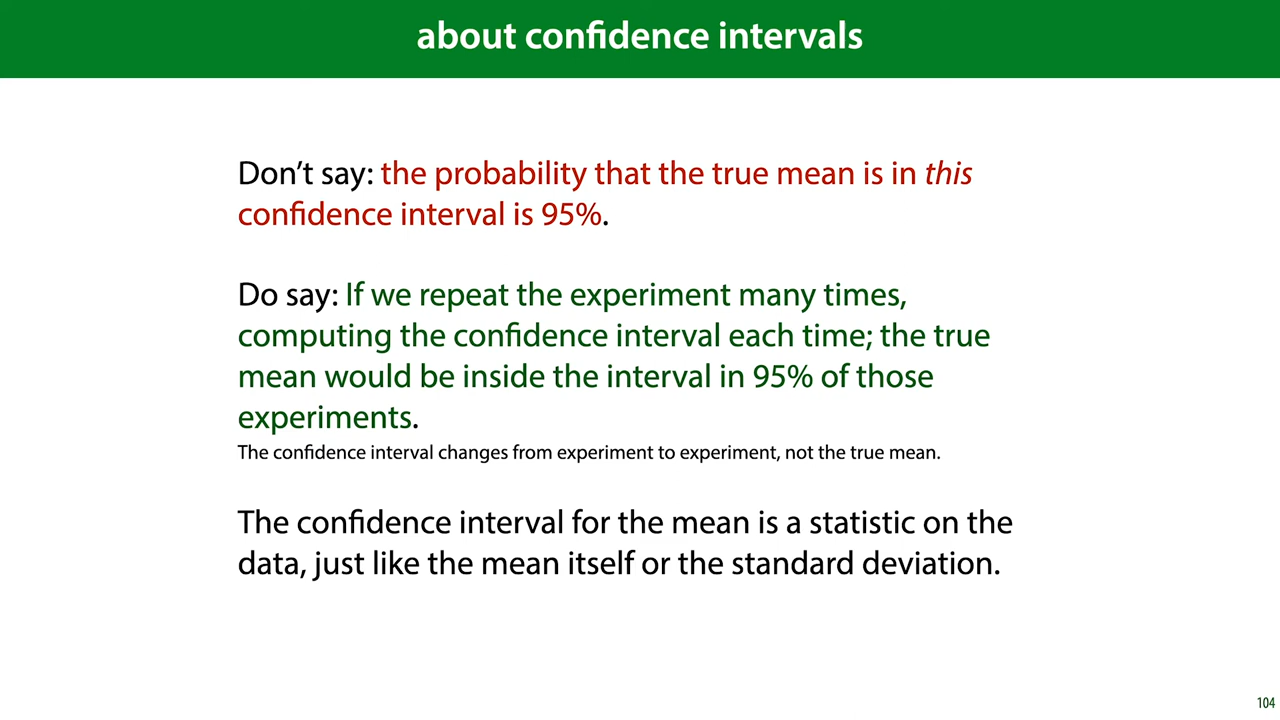 about confidence intervals
Don’t say: the probability that the true mean is in this
confidence interval is 95%.
Do say: If we repeat the experiment many times,
computing the confidence interval each time; the true
mean would be inside the interval in 95% of those
experiments.
The confidence interval changes from experiment to experiment, not the true mean.
The confidence interval for the mean is a statistic on the
data, just like the mean itself or the standard deviation.
104